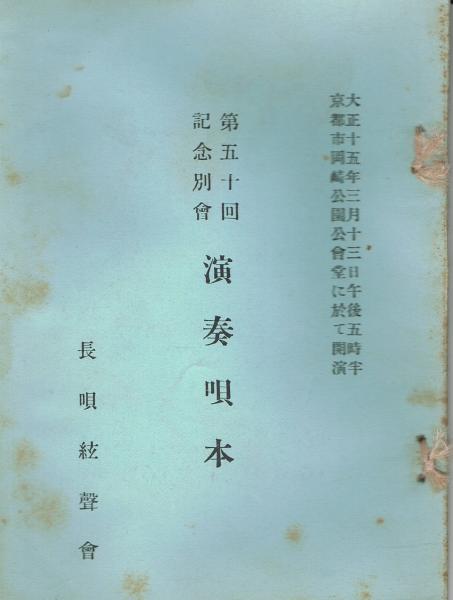 大正十五年三月十三日午後五時半
京都市岡崎公園公會堂に於て開演
第五十回
記念別會
演奏唄本
長唄絃聲會